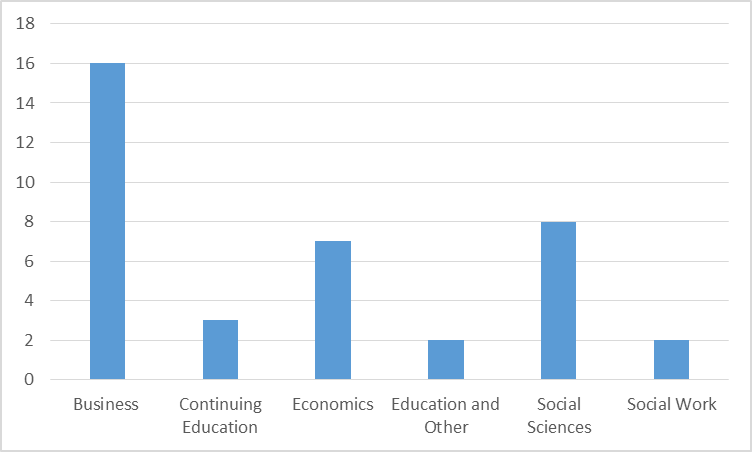 18
16
14
12
10
8
6
4
2
0
Business
Continuing
Education
Economics
Education and
Other
Social
Sciences
Social Work